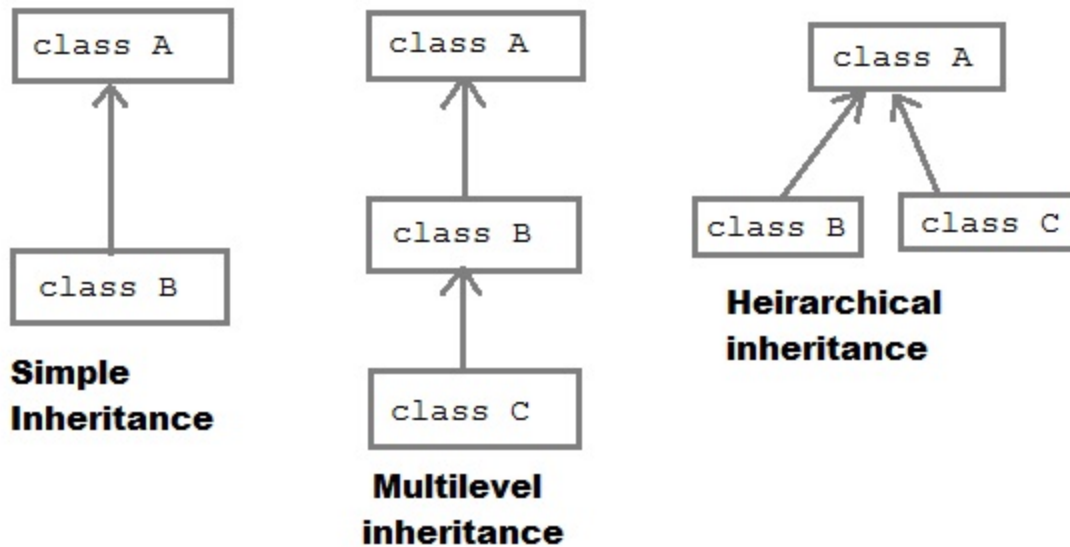 class A
class B
Simple
Inheritance
class A
class B
class C
Multilevel
inheritance
class A
class B
class C
Heirarchical
inheritance